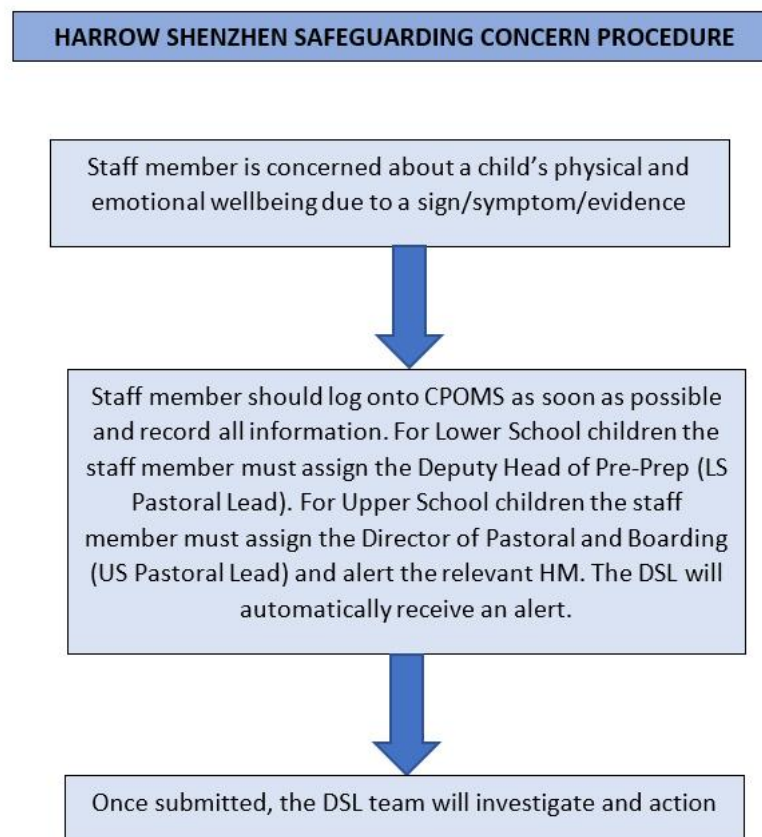 HARROW SHENZHEN SAFEGUARDING CONCERN PROCEDURE
Staff member is concerned about a child's physical and
emotional wellbeing due to a sign/symptom/evidence
Staff member should log onto CPOMS as soon as possible
and record all information. For Lower School children the
staff member must assign the Deputy Head of Pre-Prep (LS
Pastoral Lead). For Upper School children the staff
member must assign the Director of Pastoral and Boarding
(US Pastoral Lead) and alert the relevant HM. The DSL will
automatically receive an alert.
Once submitted, the DSL team will investigate and action